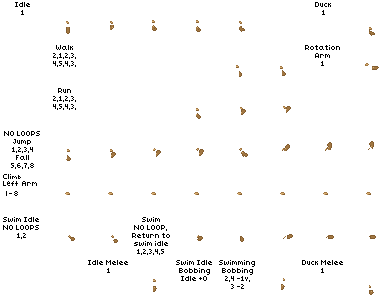 Idle
1
Duck
1
Walk
2,1,2,3,
4,5,4,3,
Rotation
Arm
1
Run
2,1,2,3,
4,5,4,3,
NO LOOPS
Jump
1,2,3,4
Fall
5,6,7,8
Climb
Left Arm
1-8
Swim Idle
NO LOOPS
1,2
Swim
NO LOOP,
Return to
swim idle
1,2,3,4,5
Swim Idle
Bobbing
Idle +0
Swimming
Bobbing
2,4 -1v,
3 -2
Idle Melee
1
Duck Melee
1